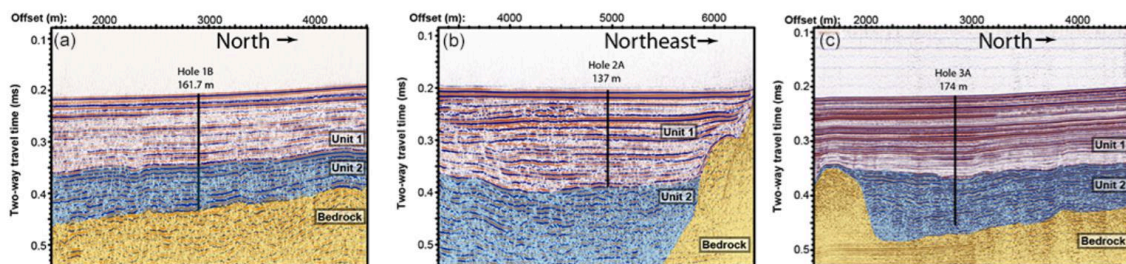 Offset (m): 2000 3000 4000
(a)
North →
0.1
0.2
0.3
0.4
0.5
Two-way travel time (ms)
Hole 1B
161.7 m
Unit 1
Unit 2
Bedrock
Offset (m): 4000 5000 6000
(b)
Northeast→
0.1
0.2
0.3
0.4
0.5
Two-way travel time (ms)
Hole 2A
137 m
Unit 1
Unit 2
Bedrock
Offset (m): 2000 3000 4000
(c)
North →
0.1
0.2
0.3
0.4
0.5
Two-way travel time (ms)
Hole 3A
174 m
Unit 1
Unit 2
Bedrock